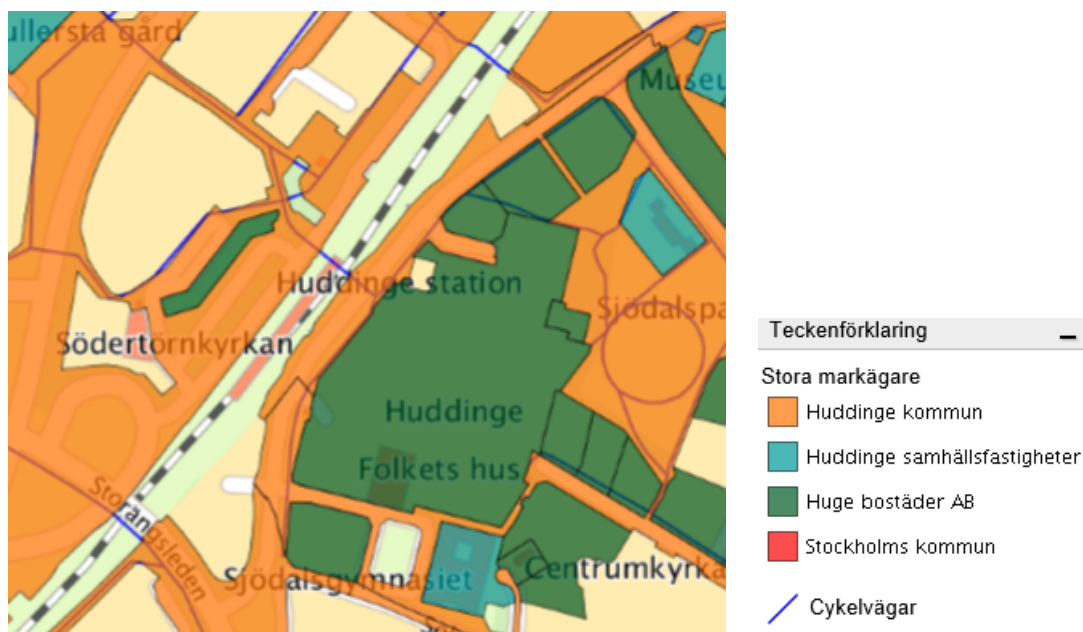 ullersta gård
Museu
Huddinge station
Sjödalspa
Södertörnkyrkan
Huddinge
Folkets hus
Storängsleden
Sjödalsgymnasiet
Centrumkyrka
Teckenförklaring
Stora markägare
Huddinge kommun
Huddinge samhällsfastigheter
Huge bostäder AB
Stockholms kommun
Cykelvägar